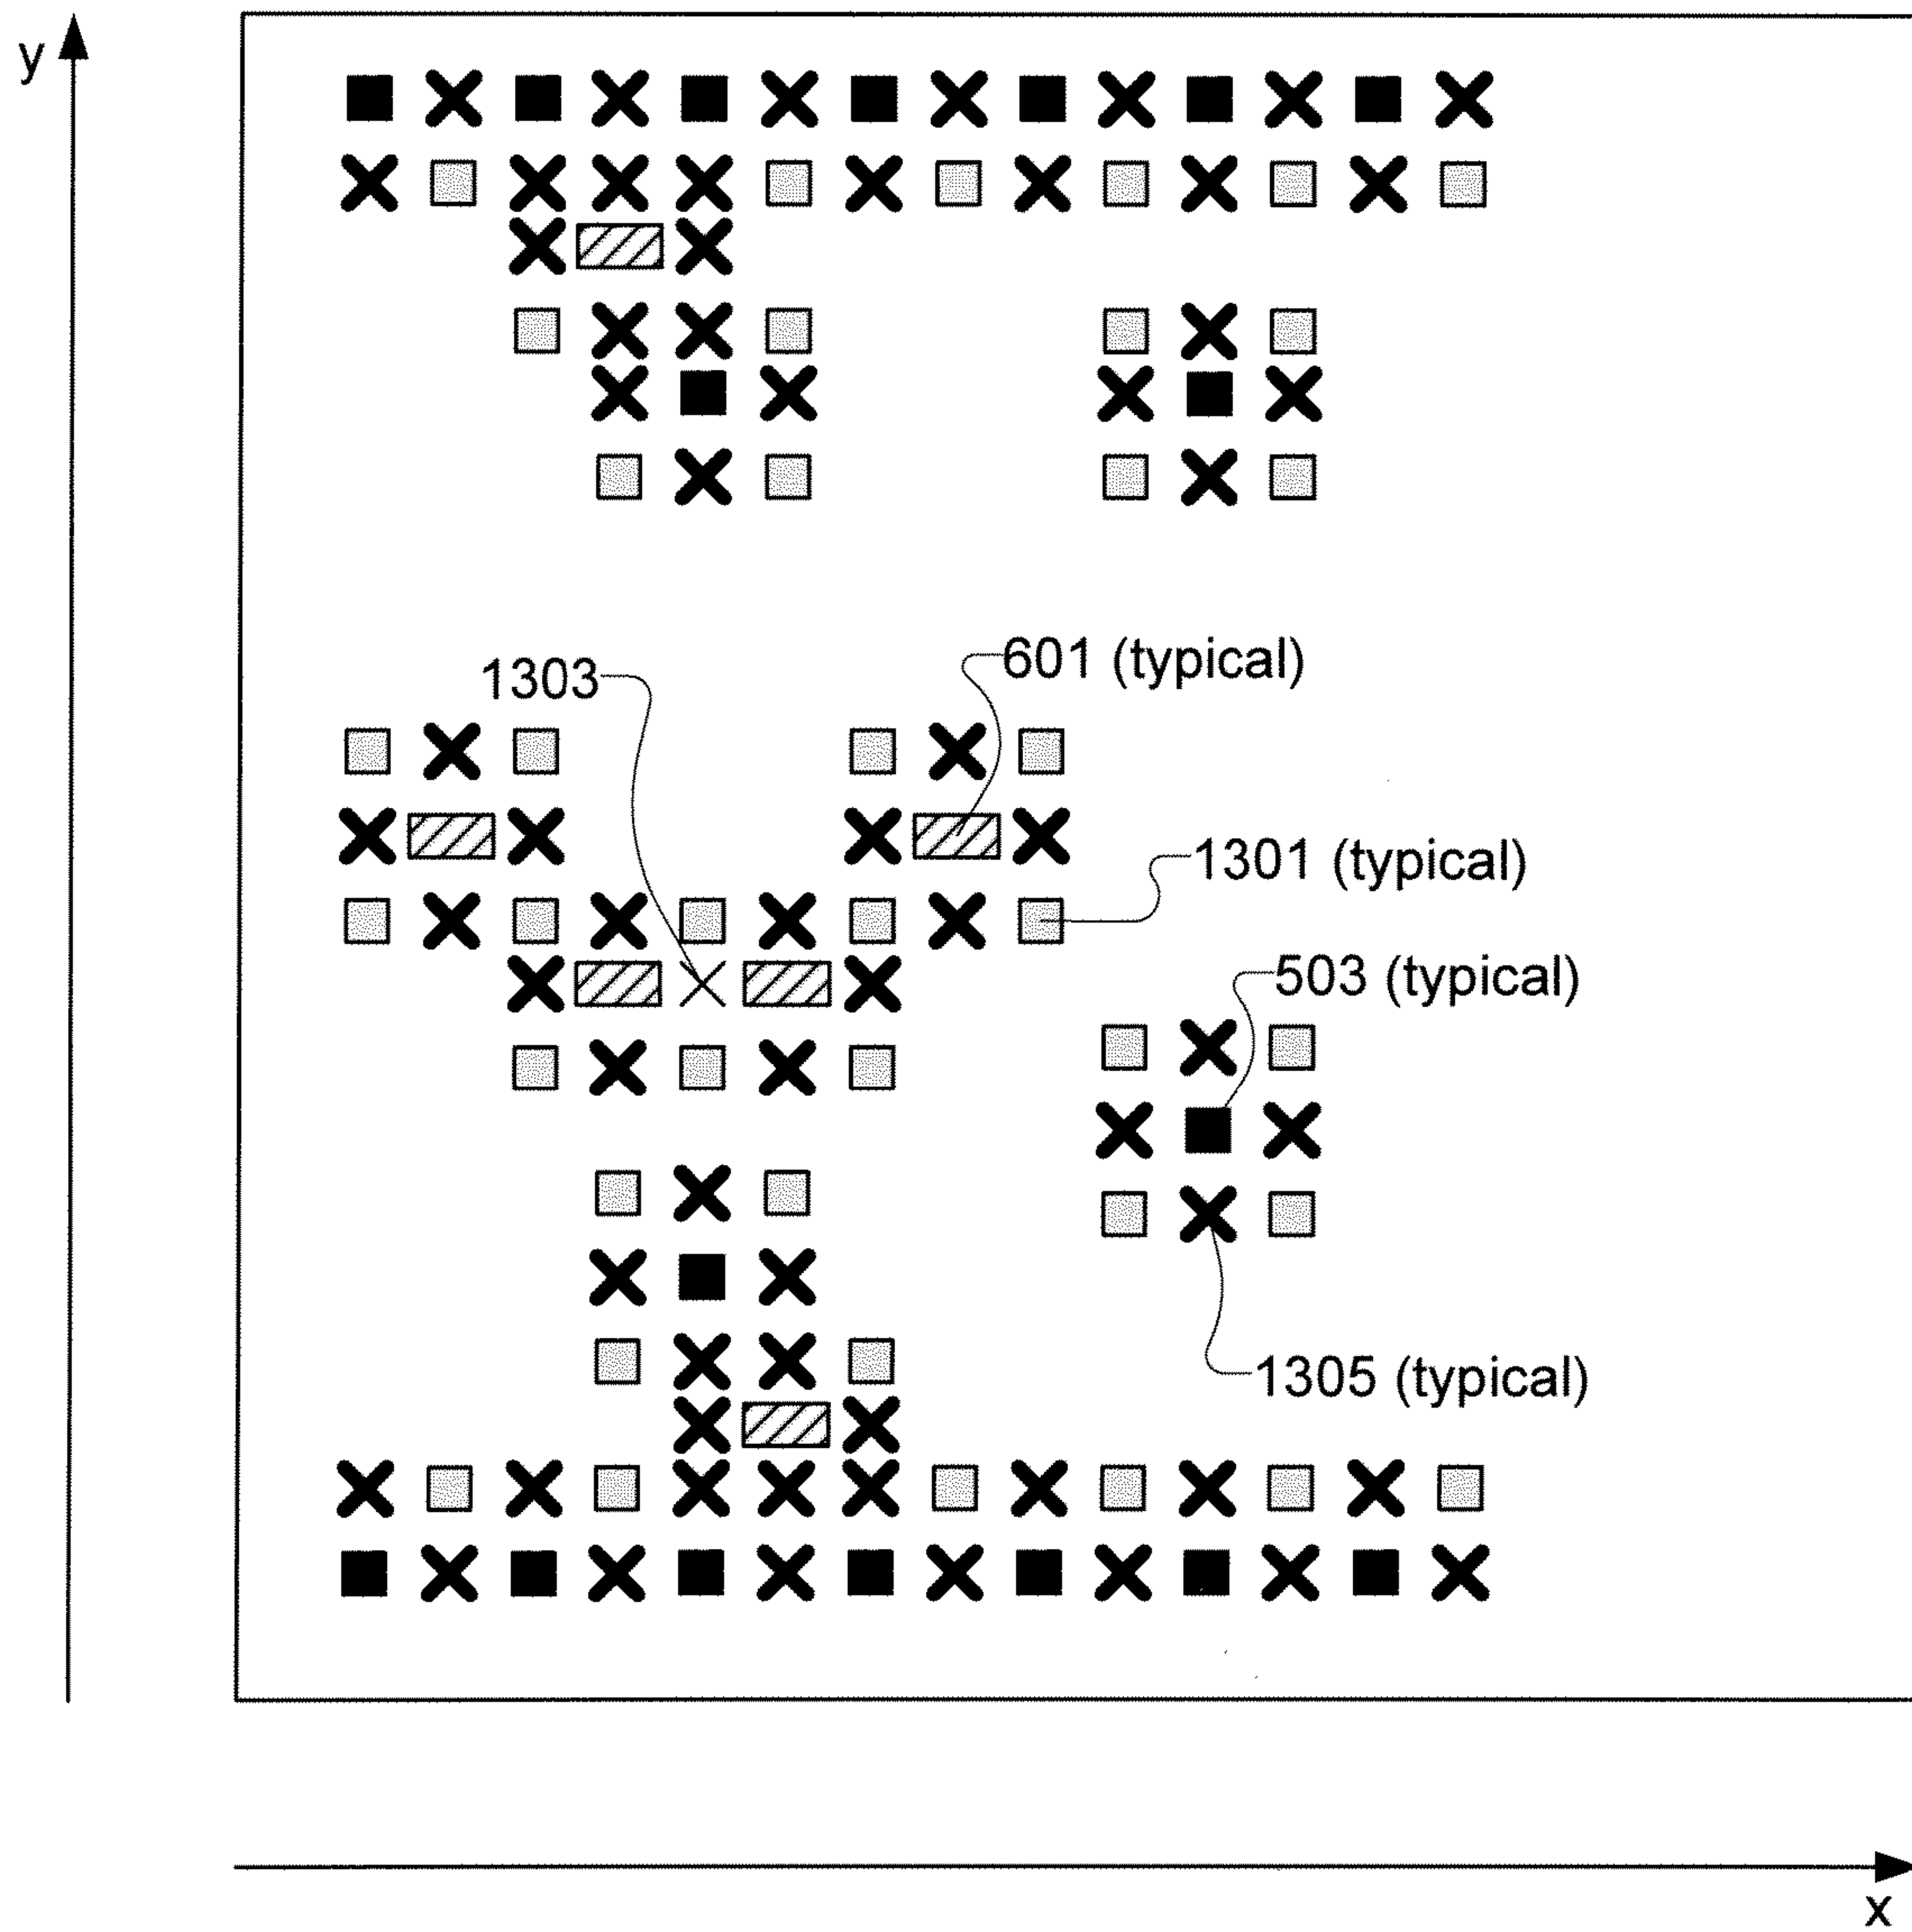 y
601 (typical)
1303
1301 (typical)
503 (typical)
1305 (typical)
x